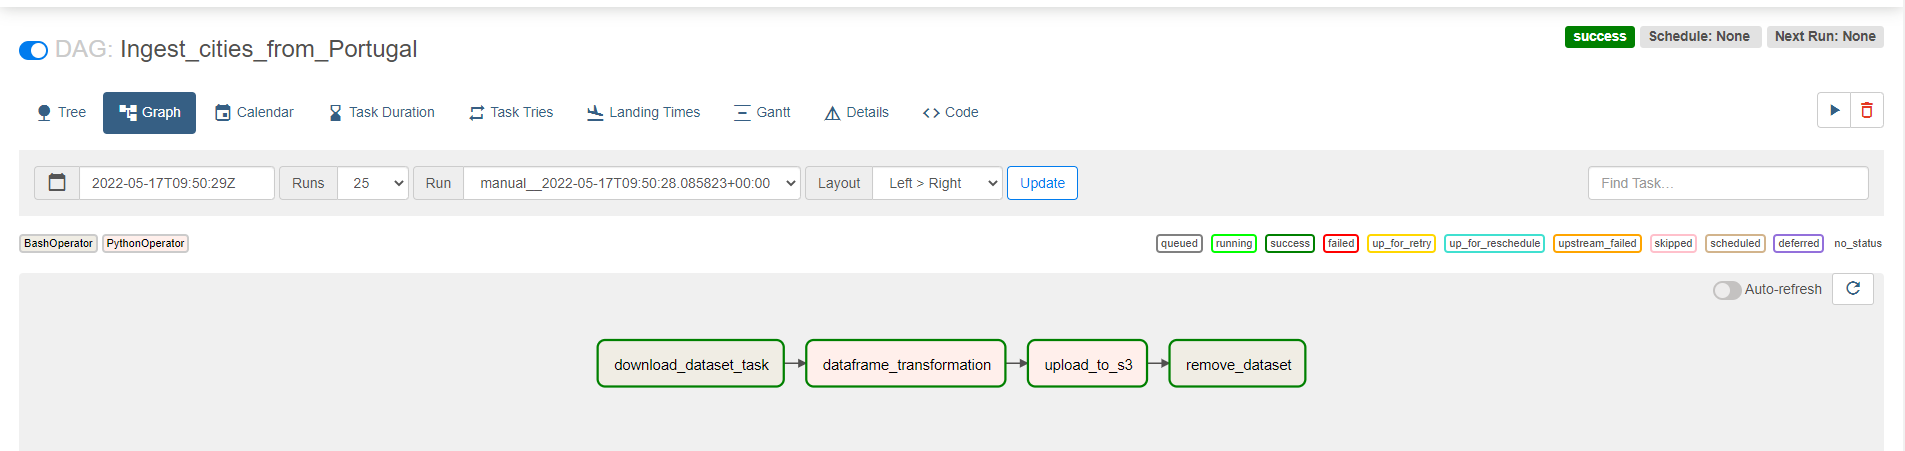 DAG: Ingest_cities_from_Portugal
success Schedule: None Next Run: None
Tree Graph Calendar Task Duration Task Tries Landing Times Gantt Details Code
2022-05-17T09:50:29Z Runs 25 Run manual__2022-05-17T09:50:28.085823+00:00 Layout Left > Right Update Find Task...
BashOperator PythonOperator queued running success failed up_for_retry up_for_reschedule upstream_failed skipped scheduled deferred no_status
Auto-refresh
download_dataset_task dataframe_transformation upload_to_s3 remove_dataset